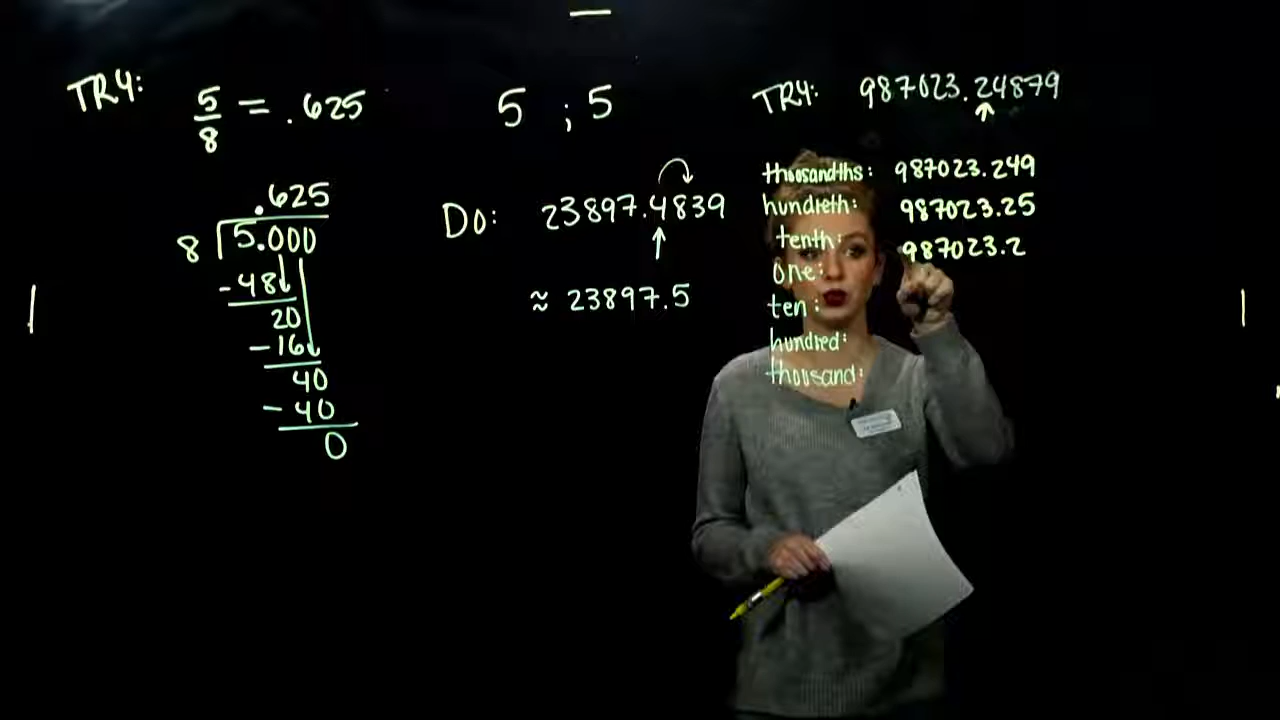 TRY:
5/8 = .625
.625
8 5.000
-48
20
-16
40
-40
0
5 ; 5
Do: 23897.4839
≈ 23897.5
TRY: 987023.24879
thousandths: 987023.249
hundreth: 987023.25
tenth: 987023.2
one:
ten:
hundred:
thousand: